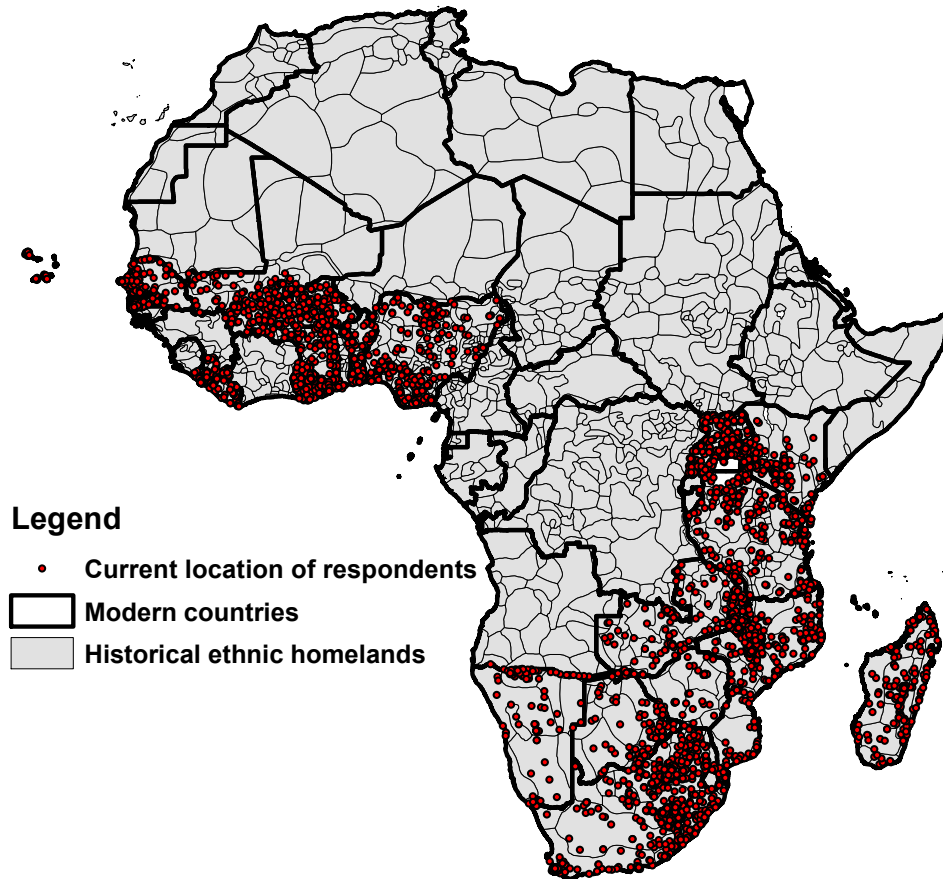 Legend
Current location of respondents
Modern countries
Historical ethnic homelands